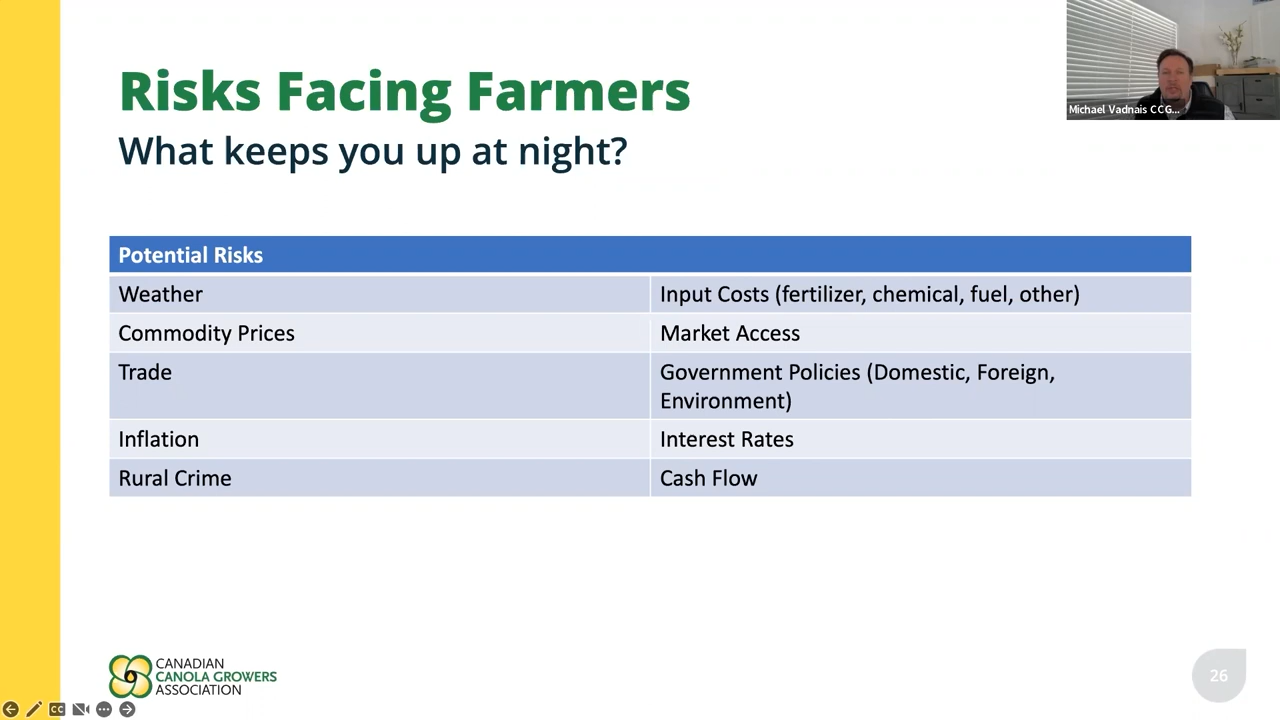 Risks Facing Farmers
What keeps you up at night?
Michael Vadnais CCG...
Potential Risks
Weather
Input Costs (fertilizer, chemical, fuel, other)
Commodity Prices
Market Access
Trade
Government Policies (Domestic, Foreign,
Environment)
Inflation
Interest Rates
Rural Crime
Cash Flow
CANADIAN
CANOLA GROWERS
ASSOCIATION
26
CC